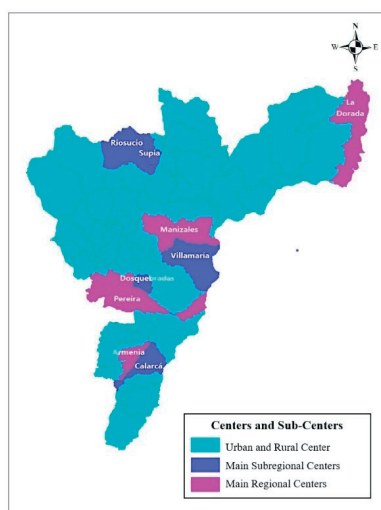 N
W E
S
La
Dorada
Riosucio
Supia
Manizales
Villamaria
Dosquebradas
Pereira
Armenia
Calarcá
Centers and Sub-Centers
Urban and Rural Center
Main Subregional Centers
Main Regional Centers